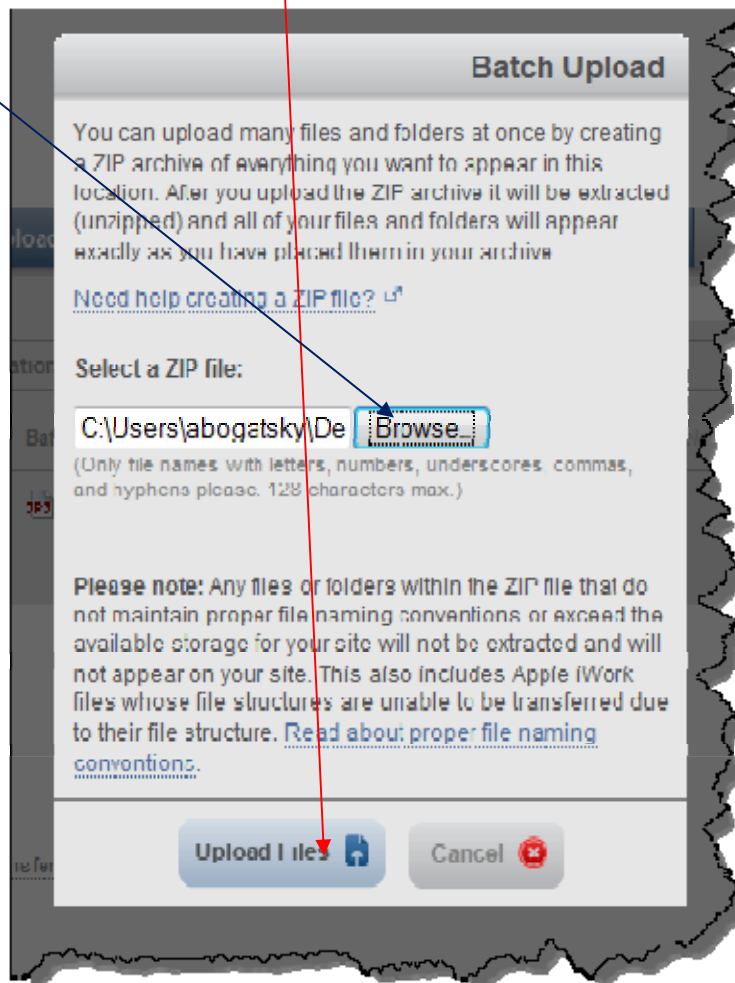 Batch Upload
You can upload many files and folders at once by creating
a ZIP archive of everything you want to appear in this
location. After you upload the ZIP archive it will be extracted
(unzipped) and all of your files and folders will appear
exactly as you have placed them in your archive
Need help creating a ZIP file?
Select a ZIP file:
C:\Users\abogatsky\De Browse...
(Only file names with letters, numbers, underscores, commas,
and hyphens please. 128 characters max.)
Please note: Any files or folders within the ZIP file that do
not maintain proper file naming conventions or exceed the
available storage for your site will not be extracted and will
not appear on your site. This also includes Apple iWork
files whose file structures are unable to be transferred due
to their file structure. Read about proper file naming
conventions.
Upload Files Cancel